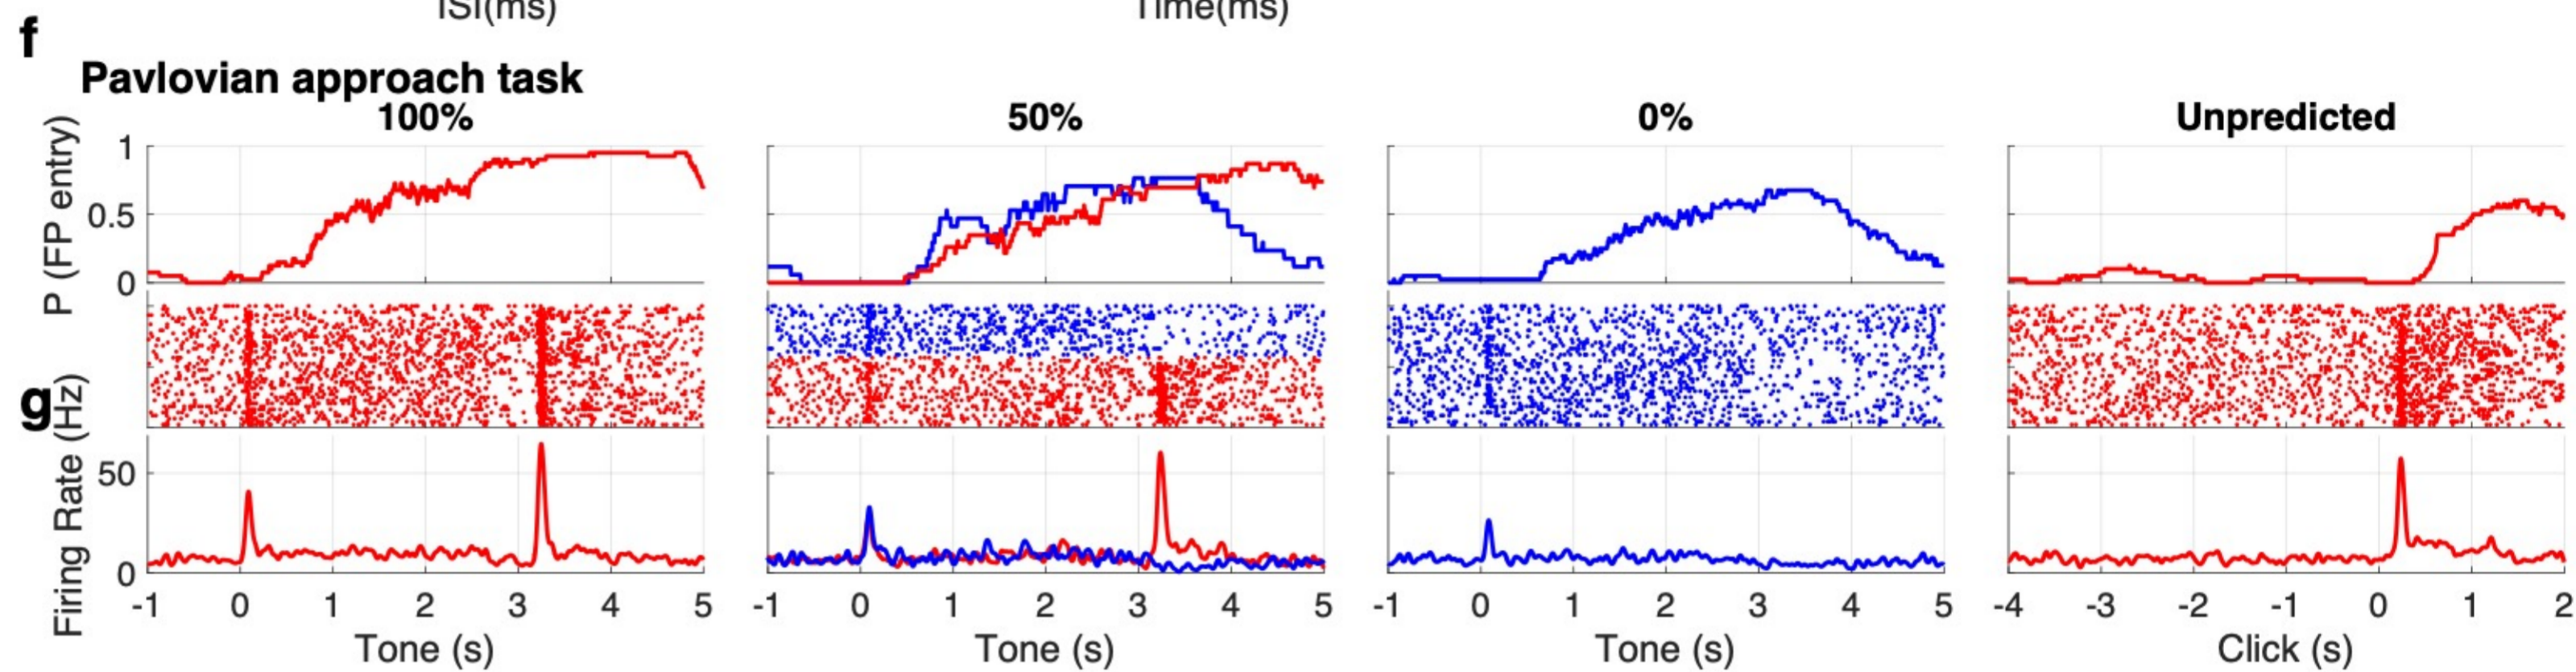 ISI(ms)
Time(ms)
f
Pavlovian approach task
100%
50%
0%
Unpredicted
P (FP entry)
1
0.5
0
g
Firing Rate (Hz)
50
0
-1 0 1 2 3 4 5
-1 0 1 2 3 4 5
-1 0 1 2 3 4 5
-4 -3 -2 -1 0 1 2
Tone (s)
Tone (s)
Tone (s)
Click (s)